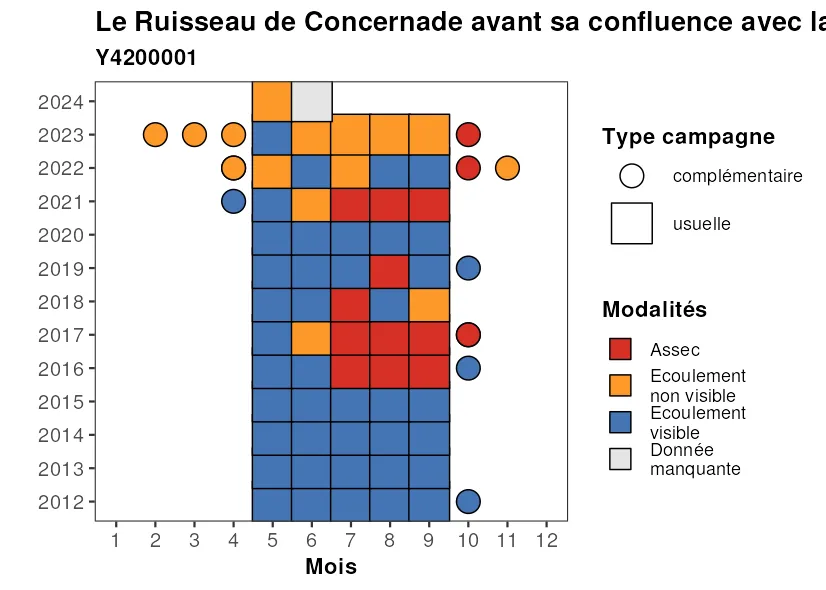 Le Ruisseau de Concernade avant sa confluence avec la
Y4200001
2024
2023
2022
2021
2020
2019
2018
2017
2016
2015
2014
2013
2012
1 2 3 4 5 6 7 8 9 10 11 12
Mois
Type campagne
complémentaire
usuelle
Modalités
Assec
Ecoulement
non visible
Ecoulement
visible
Donnée
manquante